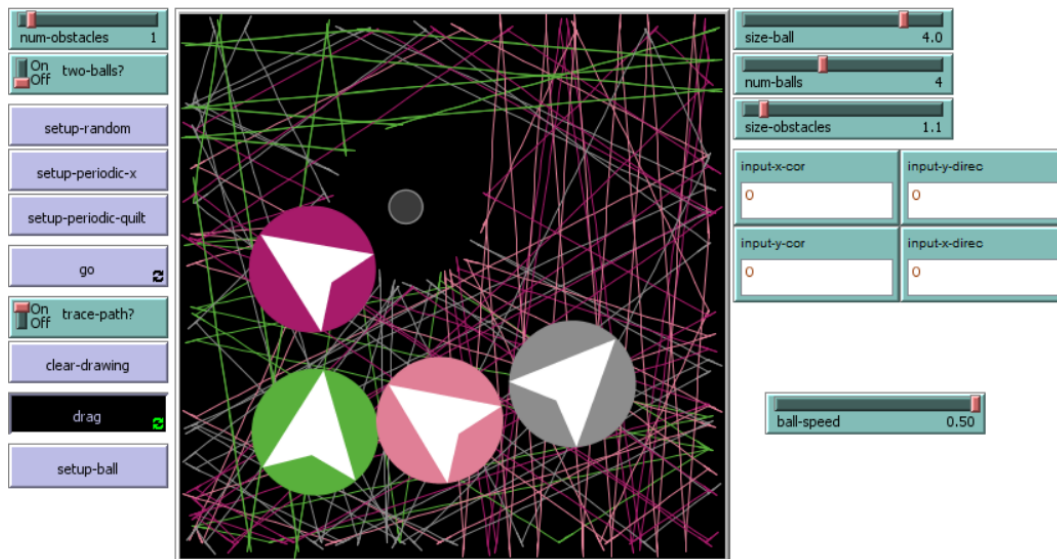 num-obstacles 1
On
Off
two-balls?
setup-random
setup-periodic-x
setup-periodic-quilt
go
On
Off
trace-path?
clear-drawing
drag
setup-ball
size-ball 4.0
num-balls 4
size-obstacles 1.1
input-x-cor
0
input-y-direc
0
input-y-cor
0
input-x-direc
0
ball-speed 0.50